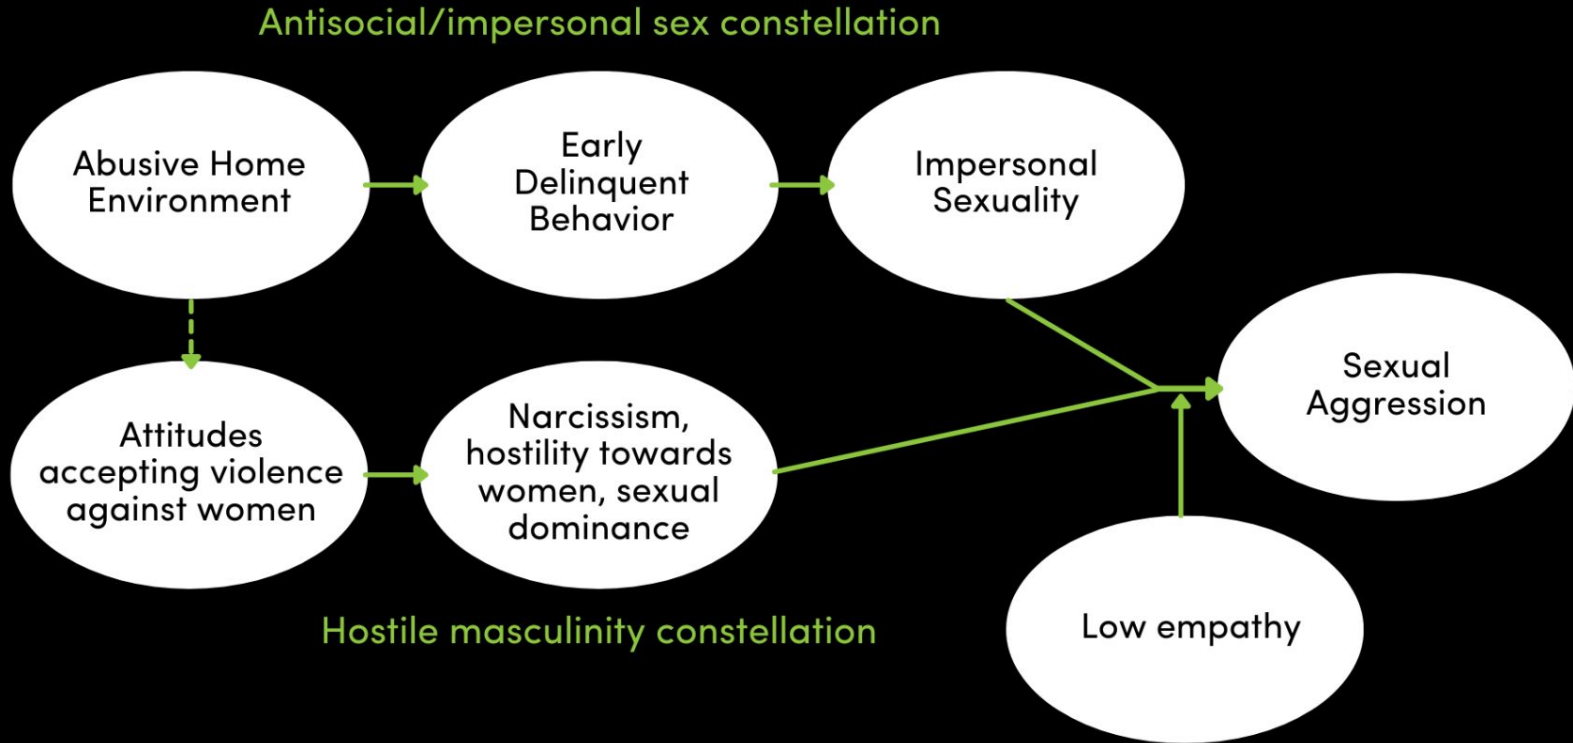 Antisocial/impersonal sex constellation
Abusive Home
Environment
Early
Delinquent
Behavior
Impersonal
Sexuality
Sexual
Aggression
Attitudes
accepting violence
against women
Narcissism,
hostility towards
women, sexual
dominance
Low empathy
Hostile masculinity constellation